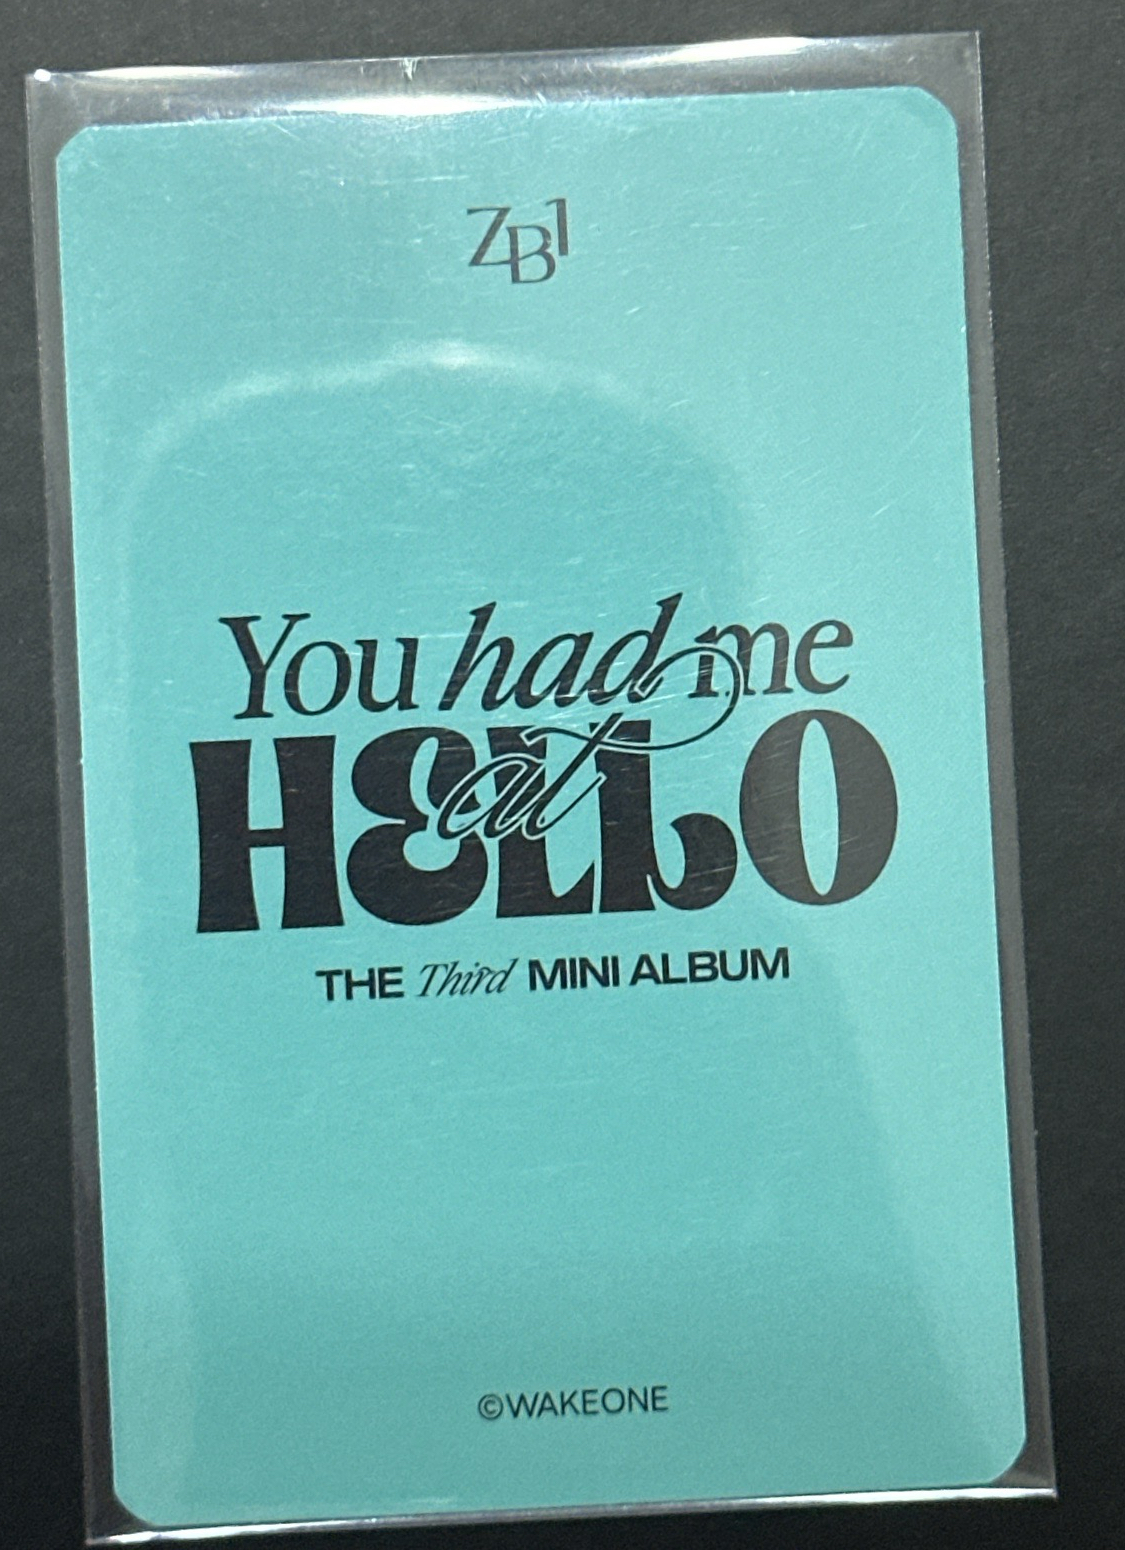 ZB1
You had me
at
HELLO
THE Third MINI ALBUM
©WAKEONE